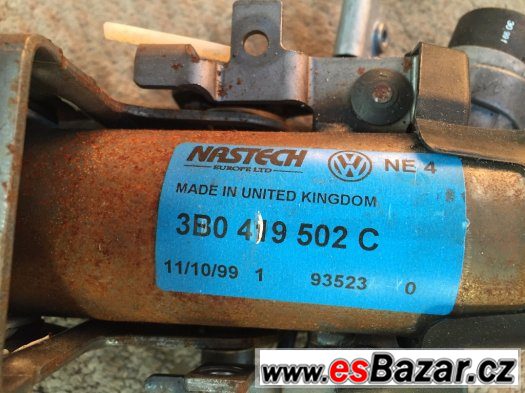 NASTECH
EUROPE LTD
NE 4
MADE IN UNITED KINGDOM
3B0 419 502 C
11/10/99 1 93523 0
www.esBazar.cz